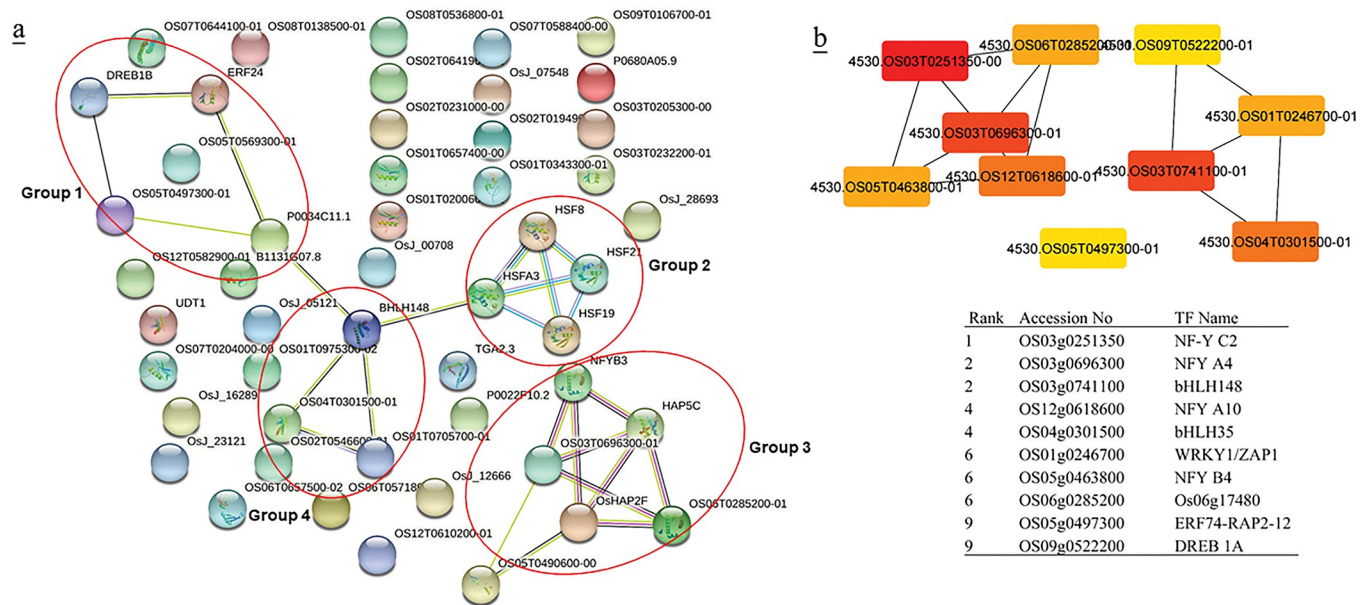 a
OS07T0644100-01
OS08T0138500-01
OS08T0536800-01
OS07T0588400-00
OS09T0106700-01
DREB1B
ERF24
OsJ_07548
P0680A05.9
OS02T0231000-00
OS03T0205300-00
OS05T0569300-01
OS01T0657400-00
OS01T0343300-01
OS03T0232200-01
OS05T0497300-01
Group 1
P0034C11.1
HSF8
OsJ_28693
OsJ_00708
OS12T0582900-01
B1131G07.8
HSF21
Group 2
HSFA3
UDT1
OsJ_05121
BHLH148
HSF19
OS07T0204000-00
OS01T0975300-02
TGA2.3
NFYB3
OsJ_16289
OS04T0301500-01
P0022F10.2
HAP5C
OsJ_23121
OS01T0705700-01
OS03T0696300-01
Group 3
OS06T0657500-02
OsJ_12666
OsHAP2F
OS06T0285200-01
Group 4
OS12T0610200-01
OS05T0490600-00
b
4530.OS03T0251350-00
4530.OS06T0285200-01
4530.OS09T0522200-01
4530.OS03T0696300-01
4530.OS01T0246700-01
4530.OS05T0463800-01
4530.OS12T0618600-01
4530.OS03T0741100-01
4530.OS05T0497300-01
4530.OS04T0301500-01
Rank Accession No TF Name
1 OS03g0251350 NF-Y C2
2 OS03g0696300 NFY A4
2 OS03g0741100 bHLH148
4 OS12g0618600 NFY A10
4 OS04g0301500 bHLH35
6 OS01g0246700 WRKY1/ZAP1
6 OS05g0463800 NFY B4
6 OS06g0285200 Os06g17480
9 OS05g0497300 ERF74-RAP2-12
9 OS09g0522200 DREB 1A